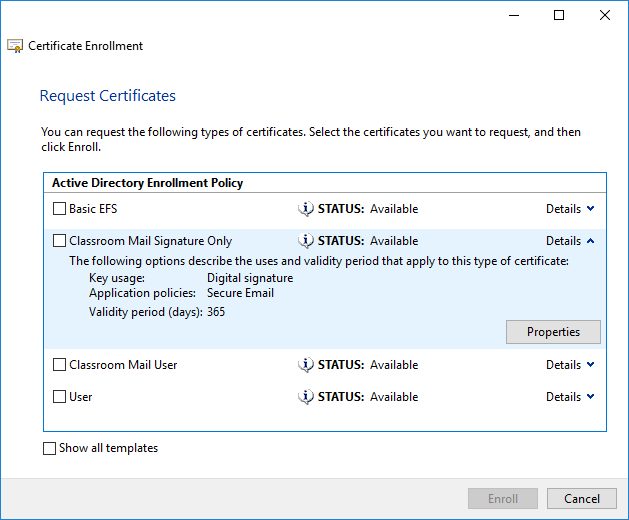 Certificate Enrollment
Request Certificates
You can request the following types of certificates. Select the certificates you want to request, and then
click Enroll.
Active Directory Enrollment Policy
Basic EFS STATUS: Available Details
Classroom Mail Signature Only STATUS: Available Details
The following options describe the uses and validity period that apply to this type of certificate:
Key usage: Digital signature
Application policies: Secure Email
Validity period (days): 365
Properties
Classroom Mail User STATUS: Available Details
User STATUS: Available Details
Show all templates
Enroll Cancel